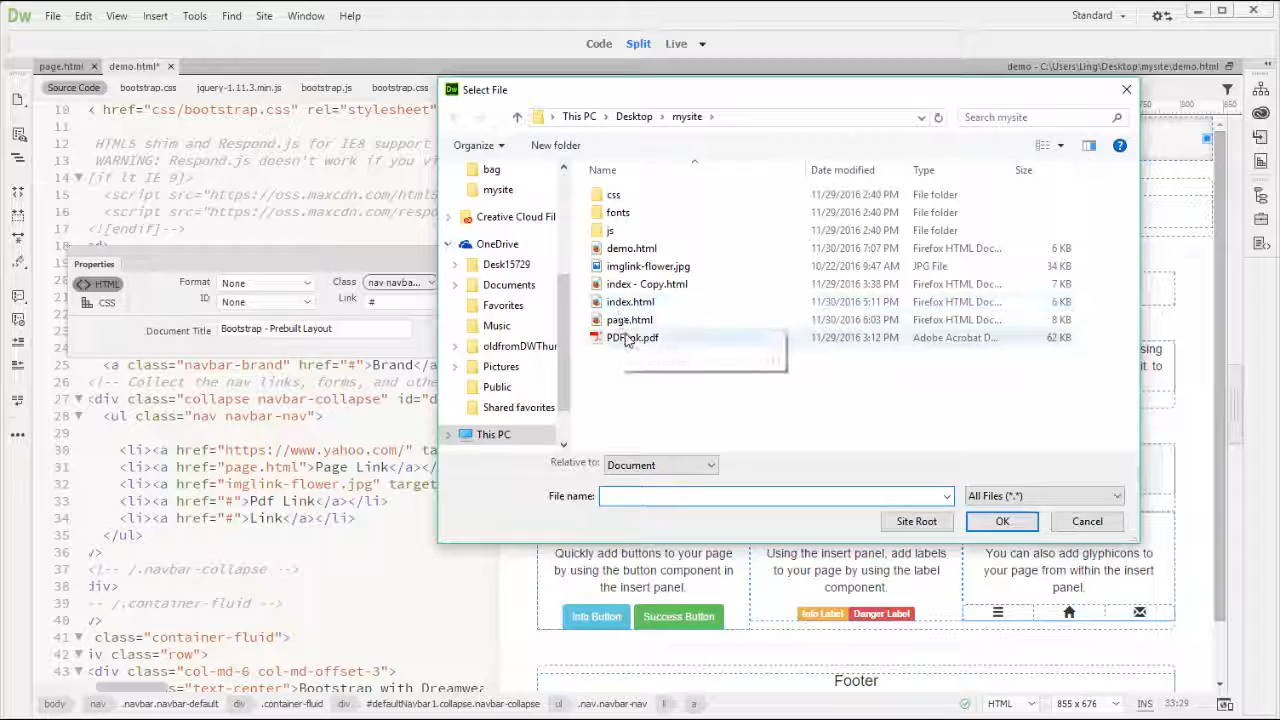 Dw File Edit View Insert Tools Find Site Window Help Standard
Code Split Live
page.html demo.html* demo - C:\Users\Ling\Desktop\mysite\demo.html
Source Code bootstrap.css jquery-1.11.3.min.js bootstrap.js bootstrap.css
750 800 850
10 < href="css/bootstrap.css" rel="stylesheet"
11
12 HTML5 shim and Respond.js for IE8 support
13 WARNING: Respond.js doesn't work if you vi
14 [if lt IE 9]>
15 <script src="https://oss.maxcdn.com/html5
16 <script src="https://oss.maxcdn.com/respo
17 <![endif]
Properties
HTML
CSS
Format None Class nav navba...
ID None Link #
Document Title Bootstrap - Prebuilt Layout
25 <a class="navbar-brand" href="#">Brand</a>
26 <!-- Collect the nav links, forms, and othe
27 <div class="collapse navbar-collapse" id="d
28 <ul class="nav navbar-nav">
29
30 <li><a href="https://www.yahoo.com/" ta
31 <li><a href="page.html">Page Link</a></
32 <li><a href="imglink-flower.jpg" target
33 <li><a href="#">Pdf Link</a></li>
34 <li><a href="#">Link</a></li>
35 </ul>
36 />
37 <!-- /.navbar-collapse -->
38 div>
39 -- /.container-fluid -->
40 />
41 class="container-fluid">
42 iv class="row">
43 <div class="col-md-6 col-md-offset-3">
="text-center">Bootstrap with Dreamwe
Dw Select File
This PC Desktop mysite Search mysite
Organize New folder
bag
mysite
Creative Cloud Fil
OneDrive
Desk15729
Documents
Favorites
Music
oldfromDWThur
Pictures
Public
Shared favorites
This PC
Name Date modified Type Size
css 11/29/2016 2:40 PM File folder
fonts 11/29/2016 2:40 PM File folder
js 11/29/2016 2:40 PM File folder
demo.html 11/30/2016 7:07 PM Firefox HTML Doc... 6 KB
imglink-flower.jpg 10/22/2016 9:47 AM JPG File 34 KB
index - Copy.html 11/29/2016 3:38 PM Firefox HTML Doc... 7 KB
index.html 11/30/2016 5:11 PM Firefox HTML Doc... 6 KB
page.html 11/30/2016 6:03 PM Firefox HTML Doc... 8 KB
11/29/2016 3:12 PM Adobe Acrobat D... 62 KB
Relative to: Document
File name: All Files (*.*)
Site Root OK Cancel
using
it to
Quickly add buttons to your page
by using the button component
in the insert panel.
Info Button Success Button
Using the insert panel, add labels
to your page by using the label
component.
Info Label Danger Label
You can also add glyphicons to
your page from within the insert
panel.
Footer
body nav .navbar-default div .container-fluid div #defaultNavbar1.collapse.navbar-collapse ul .nav.navbar-nav li a HTML 855 x 676 INS 33:29